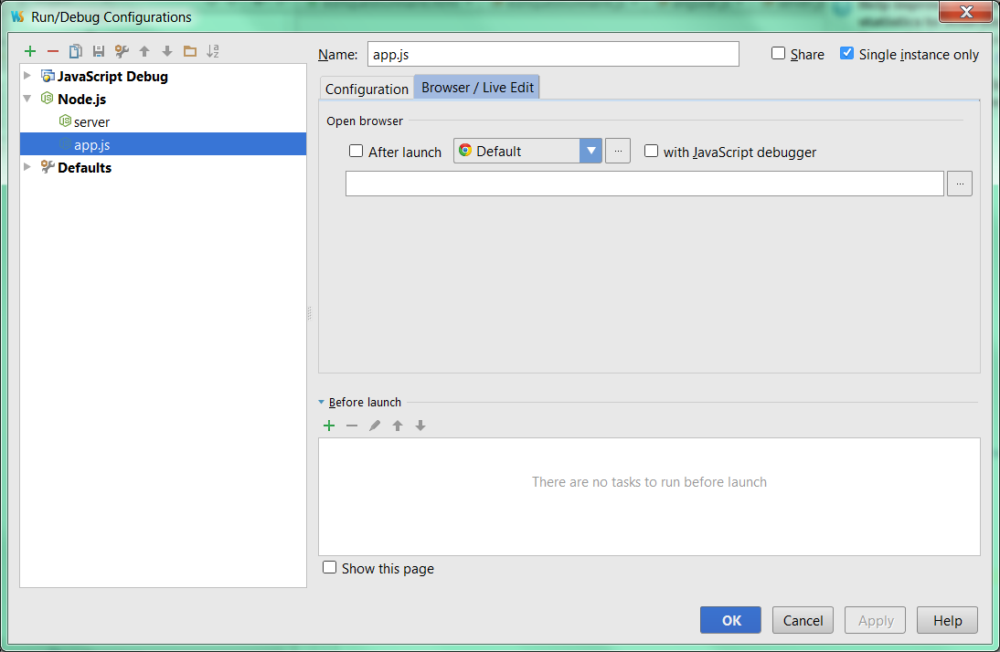 Run/Debug Configurations
JavaScript Debug
Node.js
server
app.js
Defaults
Name: app.js
Share
Single instance only
Configuration
Browser / Live Edit
Open browser
After launch
Default
...
with JavaScript debugger
...
Before launch
There are no tasks to run before launch
Show this page
OK
Cancel
Apply
Help